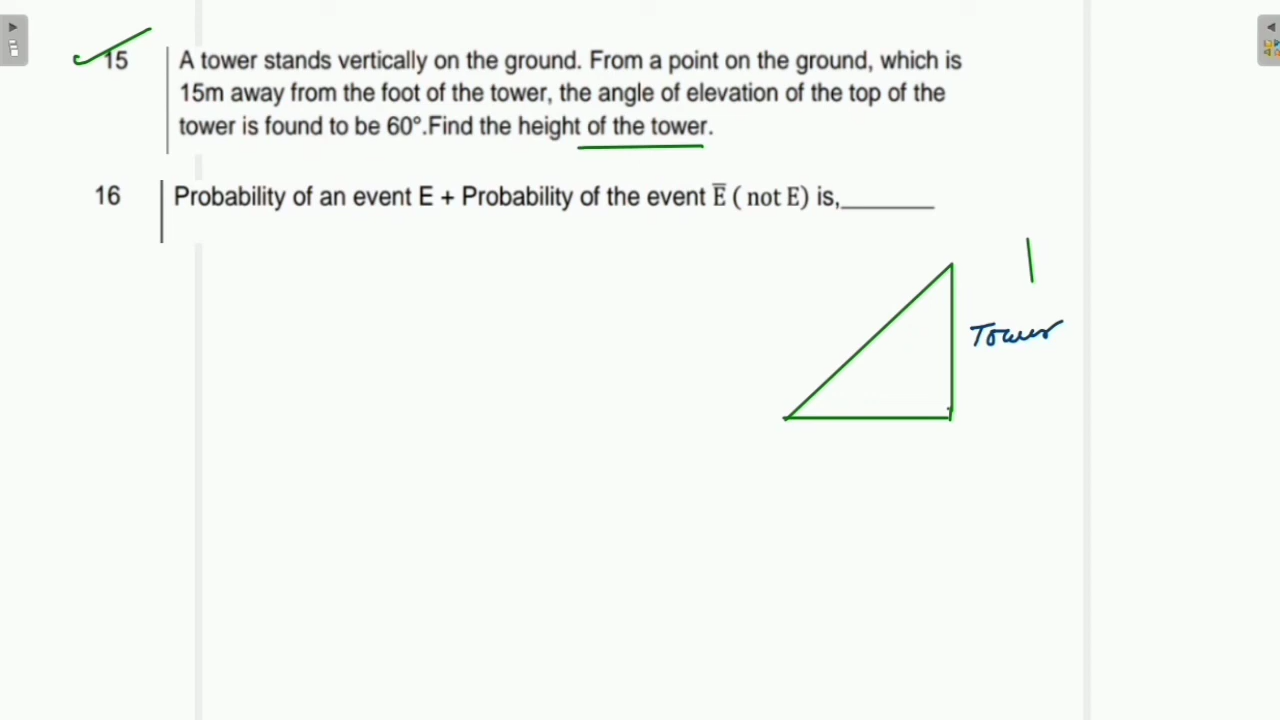 15 A tower stands vertically on the ground. From a point on the ground, which is
15m away from the foot of the tower, the angle of elevation of the top of the
tower is found to be 60°.Find the height of the tower.
16 Probability of an event E + Probability of the event E̅ ( not E) is,________
Tower